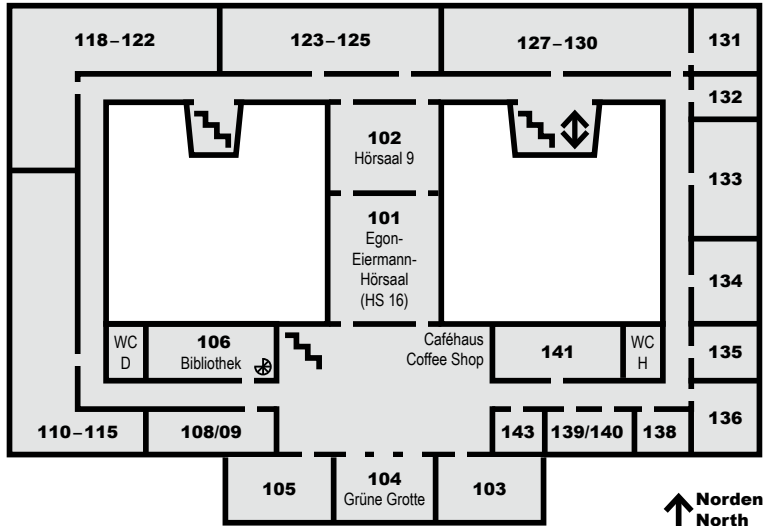 118–122
123–125
127–130
131
132
102
Hörsaal 9
133
101
Egon-
Eiermann-
Hörsaal
(HS 16)
134
WC
D
106
Bibliothek
Caféhaus
Coffee Shop
141
WC
H
135
110–115
108/09
143
139/140
138
136
105
104
Grüne Grotte
103
Norden
North